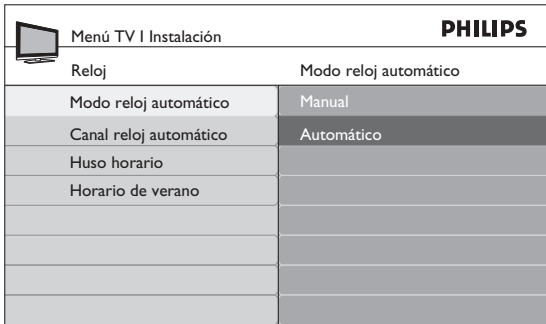 Menú TV I Instalación
PHILIPS
Reloj
Modo reloj automático
Modo reloj automático
Manual
Canal reloj automático
Automático
Huso horario
Horario de verano